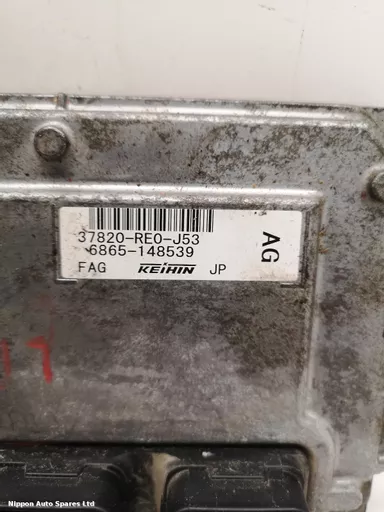 37820-RE0-J53
6865-148539
FAG KEIHIN JP
AG
Nippon Auto Spares Ltd